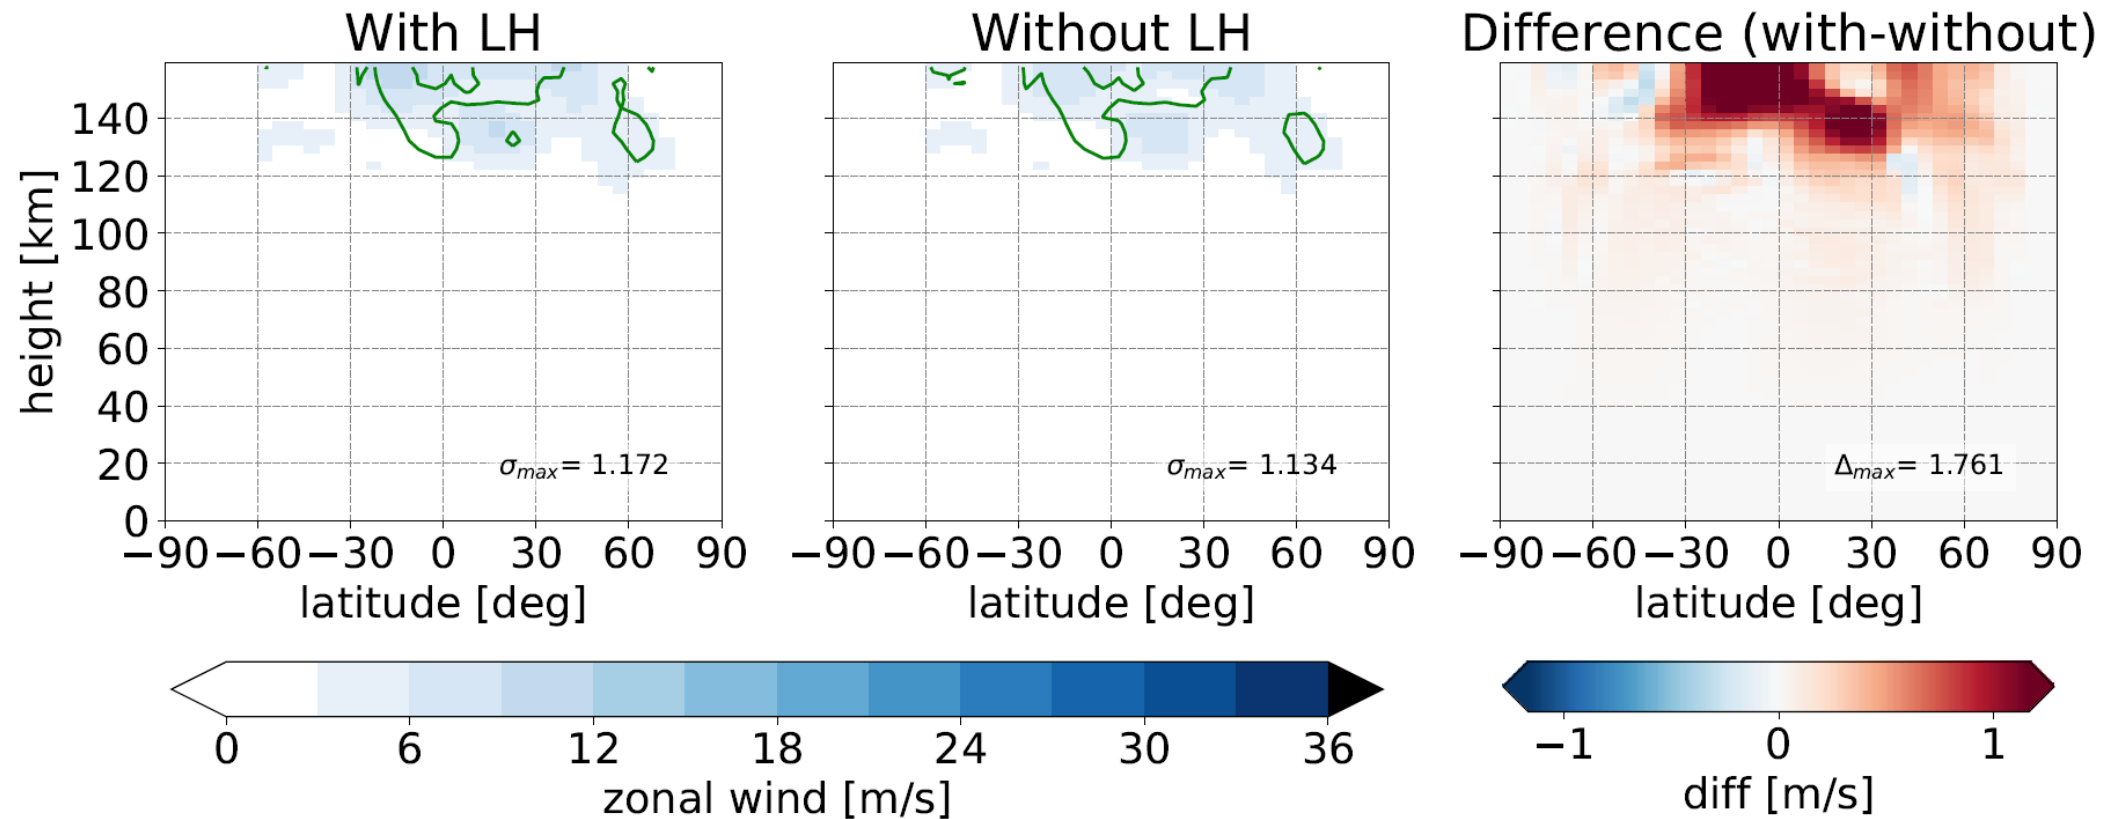 With LH
Without LH
Difference (with-without)
height [km]
140
120
100
80
60
40
20
0
σmax= 1.172
σmax= 1.134
Δmax= 1.761
−90 −60 −30 0 30 60 90
−90 −60 −30 0 30 60 90
−90 −60 −30 0 30 60 90
latitude [deg]
latitude [deg]
latitude [deg]
0 6 12 18 24 30 36
zonal wind [m/s]
−1 0 1
diff [m/s]